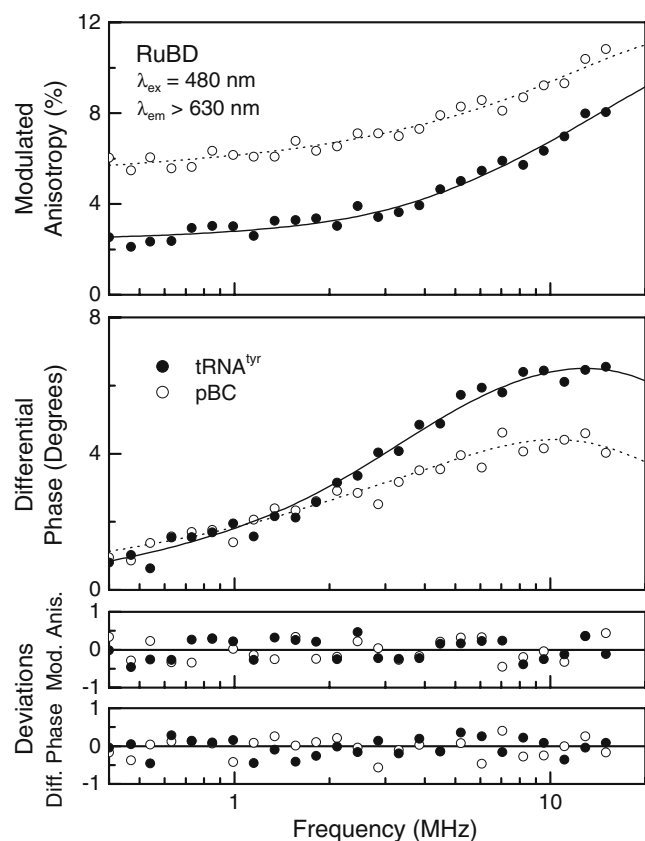 12
8
4
0
Modulated
Anisotropy (%)
RuBD
λex = 480 nm
λem > 630 nm
8
4
0
Differential
Phase (Degrees)
tRNAtyr
pBC
1
0
-1
1
0
-1
Deviations
Mod. Anis.
Diff. Phase
1
10
Frequency (MHz)